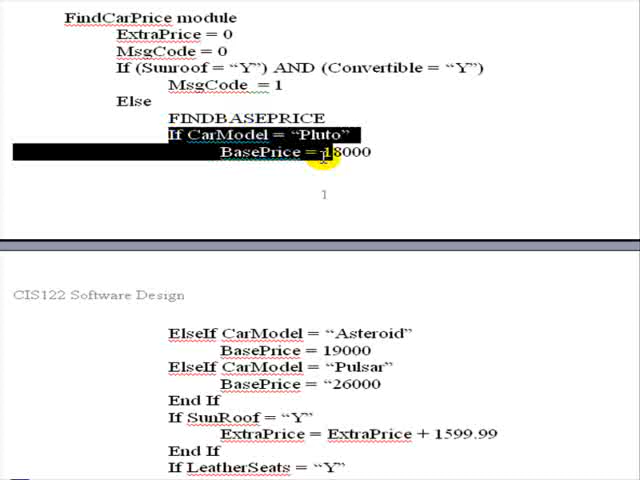 FindCarPrice module
ExtraPrice = 0
MsgCode = 0
If (Sunroof = “Y”) AND (Convertible = “Y”)
MsgCode  = 1
Else
FINDBASEPRICE
If CarModel = “Pluto”
BasePrice = 18000
1
CIS122 Software Design
ElseIf CarModel = “Asteroid”
BasePrice = 19000
ElseIf CarModel = “Pulsar”
BasePrice = “26000
End If
If SunRoof = “Y”
ExtraPrice = ExtraPrice + 1599.99
End If
If LeatherSeats = “Y”